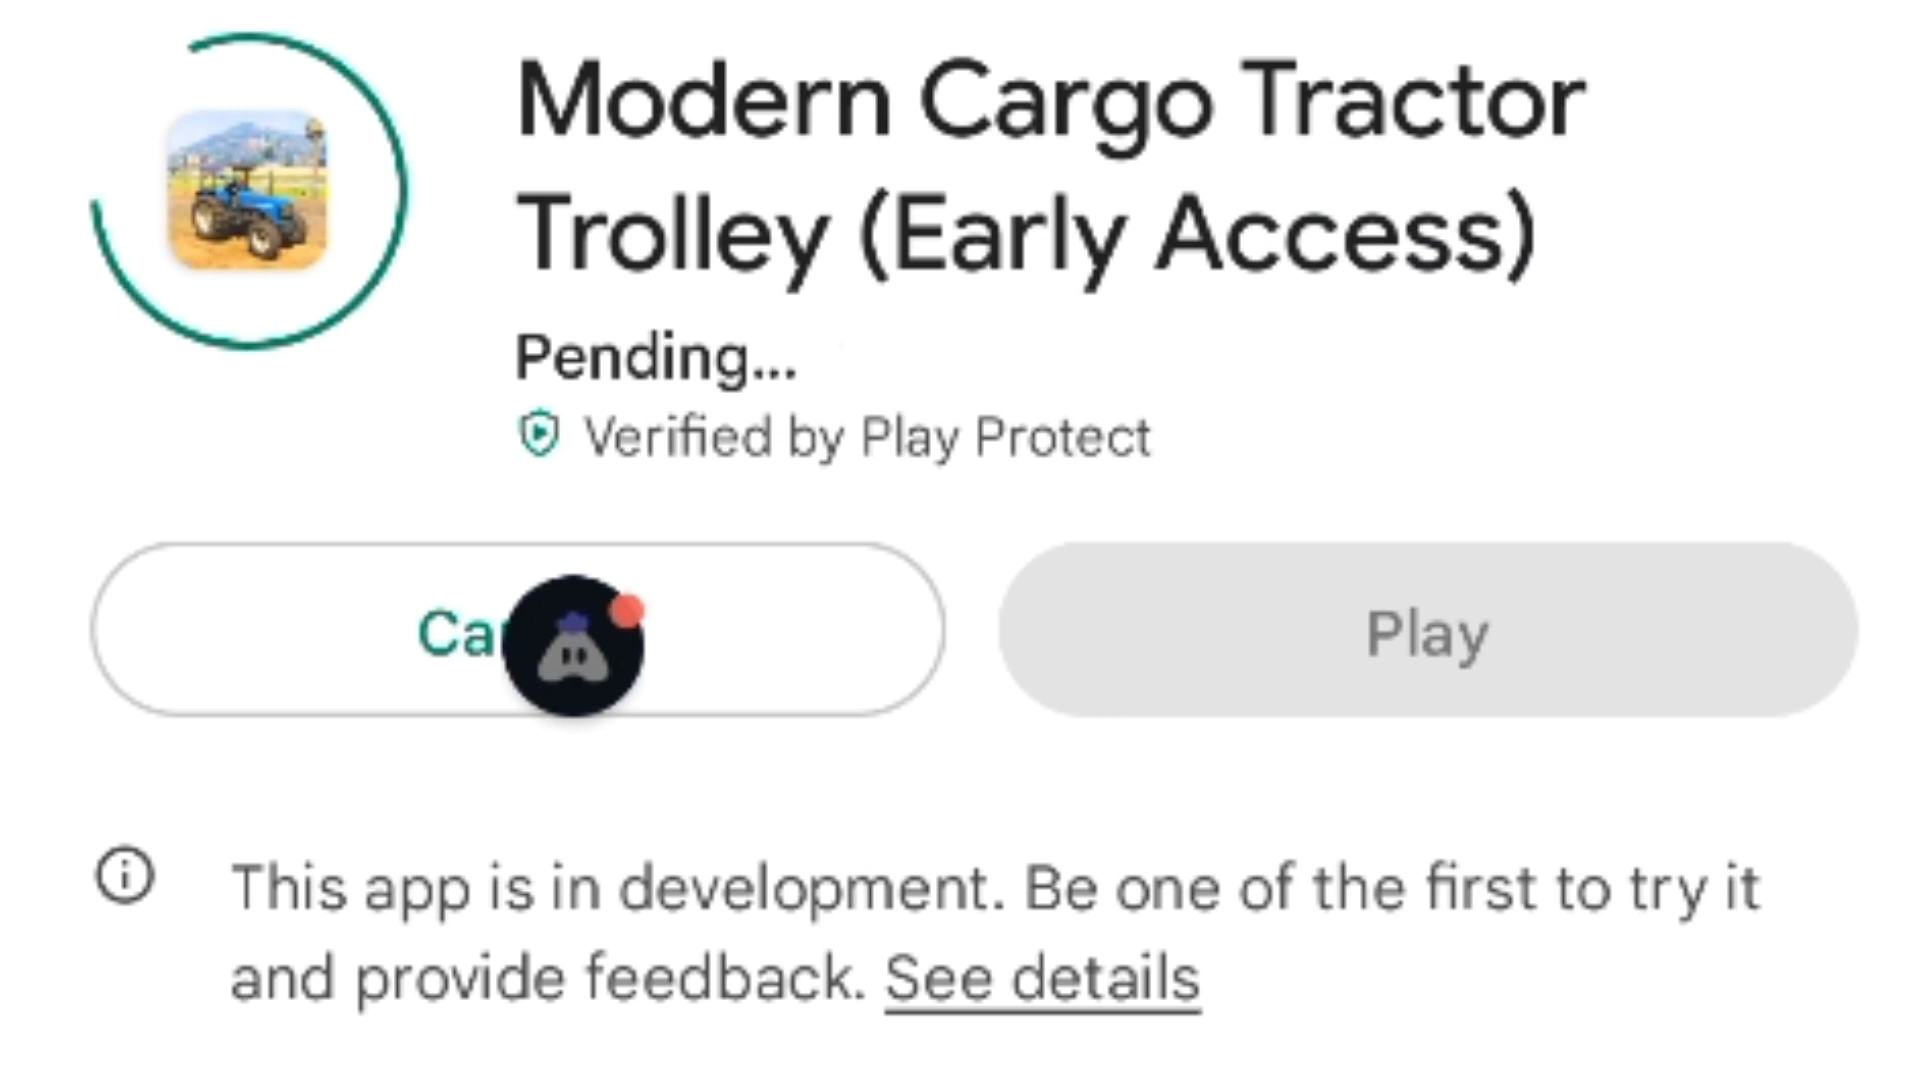 Modern Cargo Tractor
Trolley (Early Access)
Pending...
Verified by Play Protect
Play
This app is in development. Be one of the first to try it
and provide feedback. See details